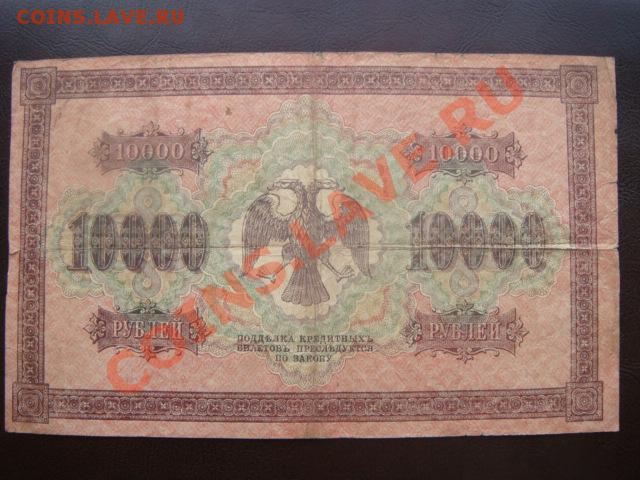 COINS.LAVE.RU
10000 10000
10000 10000
РУБЛЕЙ РУБЛЕЙ
ПОДДѢЛКА КРЕДИТНЫХЪ
БИЛЕТОВЪ ПРЕСЛѢДУЕТСЯ
ПО ЗАКОНУ
COINS.LAVE.RU